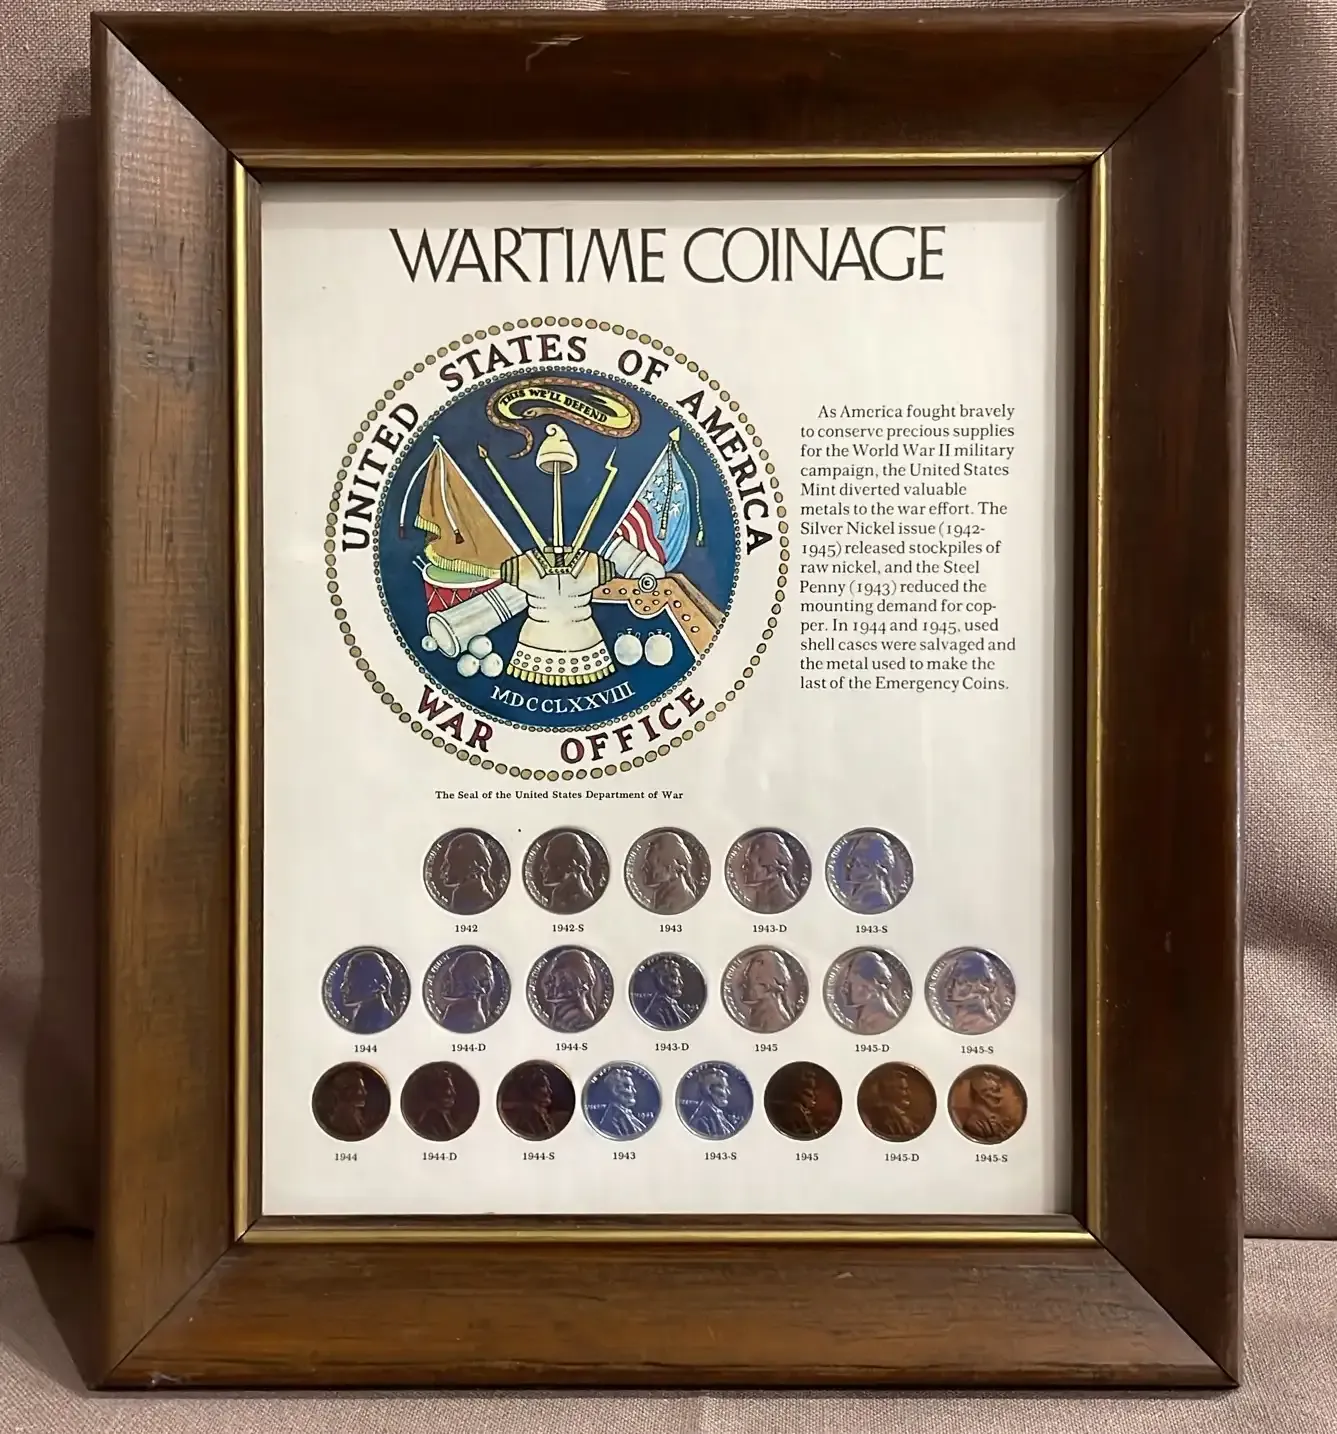 WARTIME COINAGE
UNITED STATES OF AMERICA
THIS WE'LL DEFEND
MDCCLXXVIII
WAR OFFICE
The Seal of the United States Department of War
As America fought bravely
to conserve precious supplies
for the World War II military
campaign, the United States
Mint diverted valuable
metals to the war effort. The
Silver Nickel issue (1942-
1945) released stockpiles of
raw nickel, and the Steel
Penny (1943) reduced the
mounting demand for cop-
per. In 1944 and 1945, used
shell cases were salvaged and
the metal used to make the
last of the Emergency Coins.
1942 1942-S 1943 1943-D 1943-S
1944 1944-D 1944-S 1943-D 1945 1945-D 1945-S
1944 1944-D 1944-S 1943 1943-S 1945 1945-D 1945-S